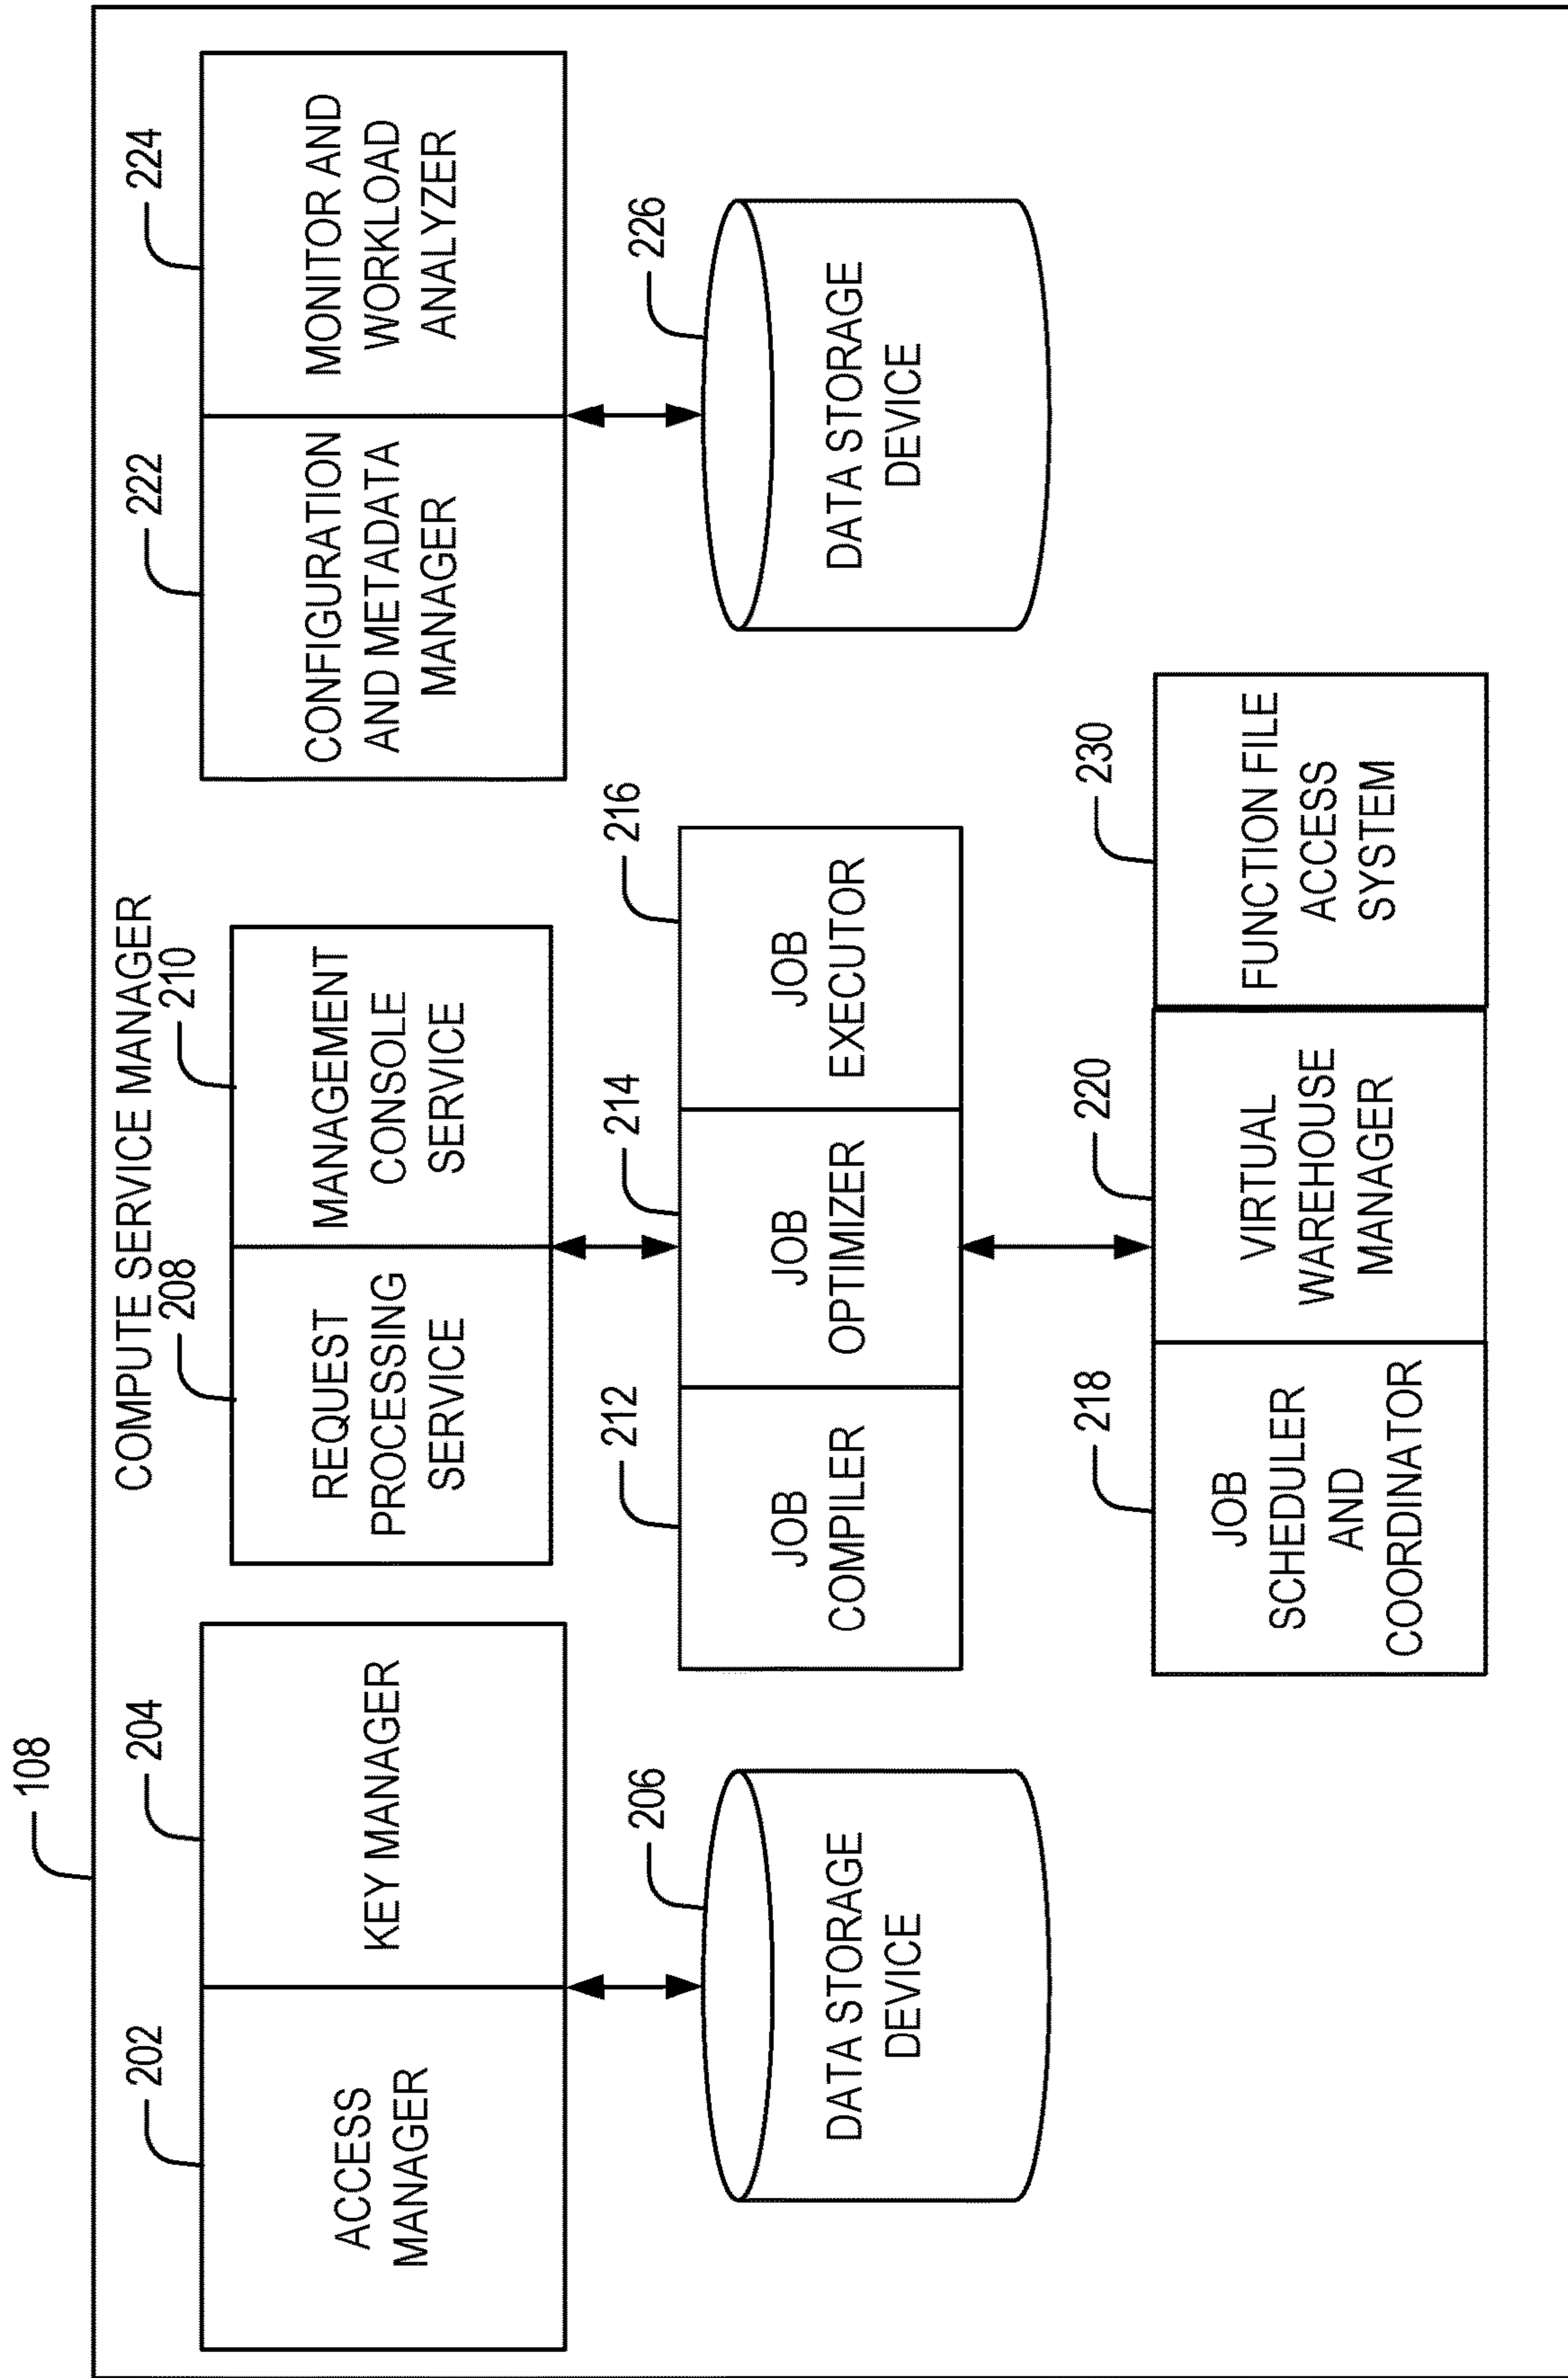 108
COMPUTE SERVICE MANAGER
202
204
ACCESS
MANAGER
KEY MANAGER
206
DATA STORAGE
DEVICE
208
210
REQUEST
PROCESSING
SERVICE
MANAGEMENT
CONSOLE
SERVICE
212
214
216
JOB
COMPILER
JOB
OPTIMIZER
JOB
EXECUTOR
218
220
230
JOB
SCHEDULER
AND
COORDINATOR
VIRTUAL
WAREHOUSE
MANAGER
FUNCTION FILE
ACCESS
SYSTEM
222
224
CONFIGURATION
AND METADATA
MANAGER
MONITOR AND
WORKLOAD
ANALYZER
226
DATA STORAGE
DEVICE